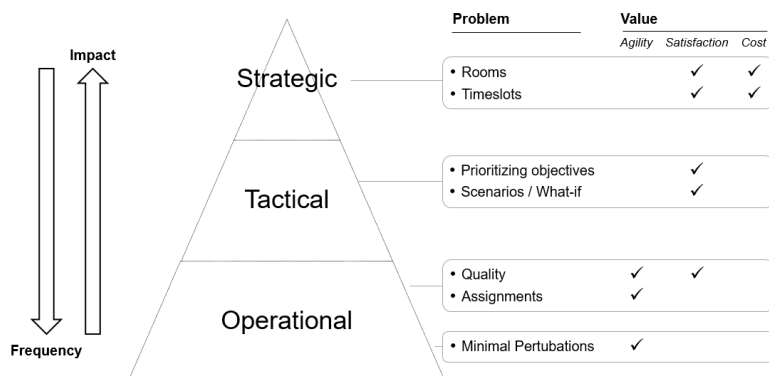 Problem Value
Agility Satisfaction Cost
Impact
Strategic
• Rooms ✓ ✓
• Timeslots ✓ ✓
Tactical
• Prioritizing objectives ✓
• Scenarios / What-if ✓
Operational
• Quality ✓ ✓
• Assignments ✓
• Minimal Pertubations ✓
Frequency